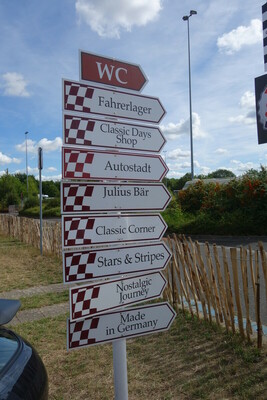 WC
Fahrerlager
Classic Days
Shop
Autostadt
Julius Bär
Classic Corner
Stars & Stripes
Nostalgic
Journey
Made in Germany